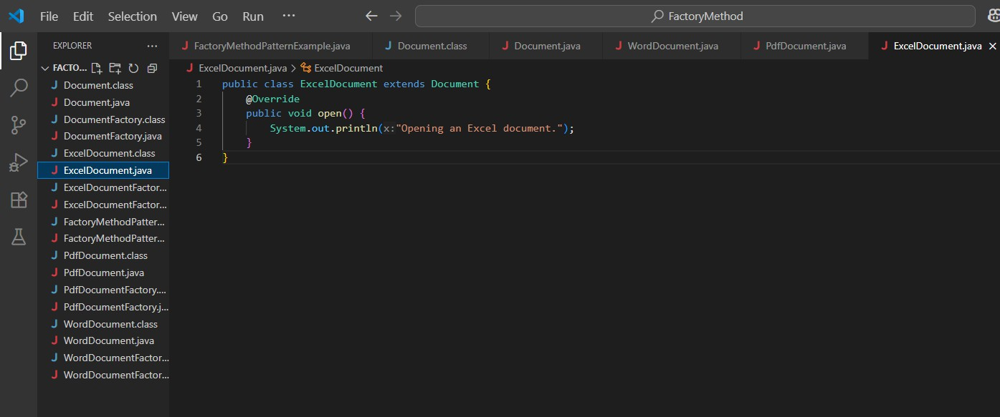 File Edit Selection View Go Run ··· FactoryMethod
EXPLORER ···
FACTO...
Document.class
Document.java
DocumentFactory.class
DocumentFactory.java
ExcelDocument.class
ExcelDocument.java
ExcelDocumentFactor...
ExcelDocumentFactor...
FactoryMethodPatter...
FactoryMethodPatter...
PdfDocument.class
PdfDocument.java
PdfDocumentFactory....
PdfDocumentFactory.j...
WordDocument.class
WordDocument.java
WordDocumentFactor...
WordDocumentFactor...
FactoryMethodPatternExample.java Document.class Document.java WordDocument.java PdfDocument.java ExcelDocument.java
ExcelDocument.java > ExcelDocument
1 public class ExcelDocument extends Document {
2 @Override
3 public void open() {
4 System.out.println(x:"Opening an Excel document.");
5 }
6 }